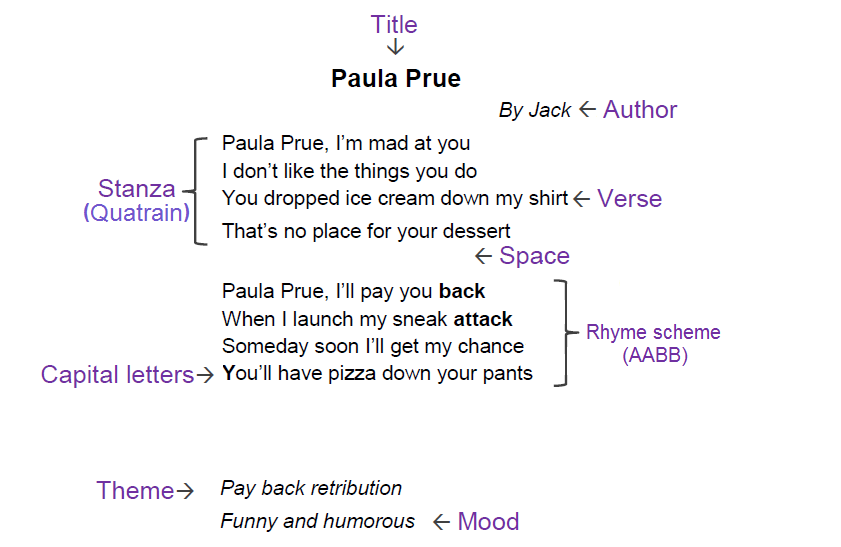 Title
↓
Paula Prue
By Jack ← Author
Paula Prue, I'm mad at you
I don't like the things you do
Stanza
(Quatrain)
You dropped ice cream down my shirt ← Verse
That's no place for your dessert
← Space
Paula Prue, I'll pay you back
When I launch my sneak attack
Rhyme scheme
(AABB)
Someday soon I'll get my chance
Capital letters→ You'll have pizza down your pants
Theme→ Pay back retribution
Funny and humorous ← Mood